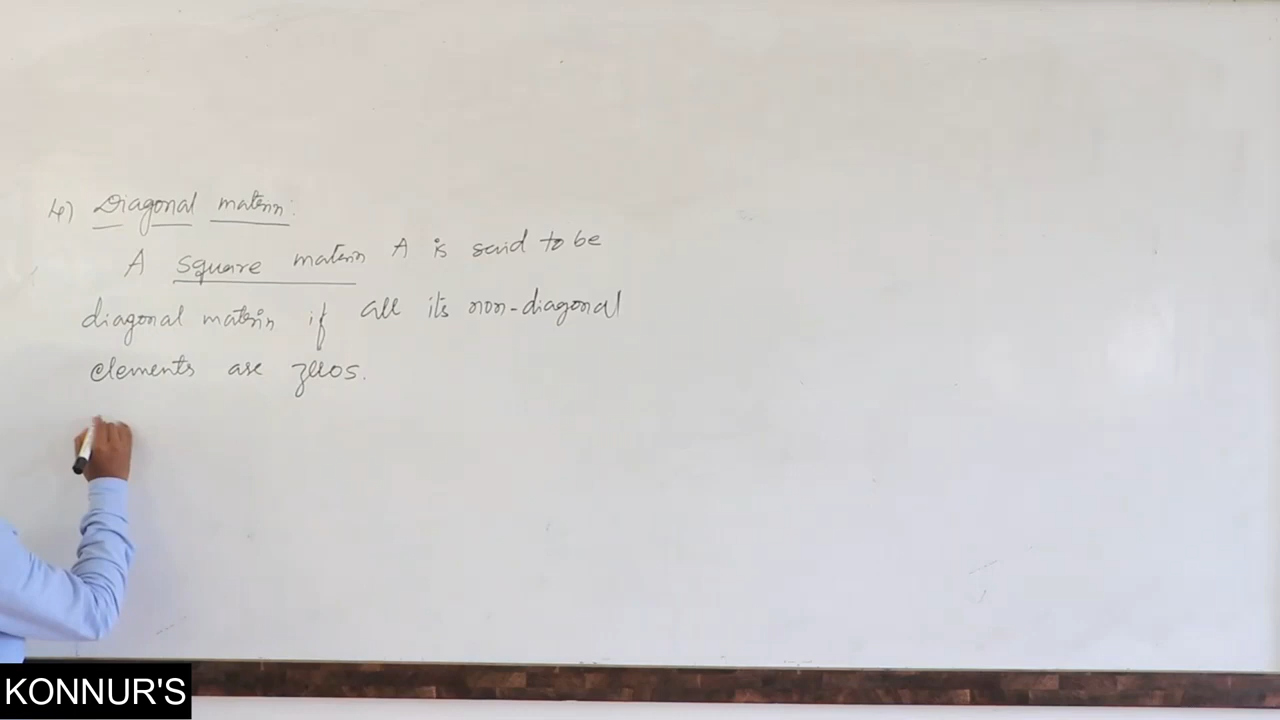 4) Diagonal matrix:
A square matrix A is said to be
diagonal matrix if all its non-diagonal
elements are zeros.
KONNUR'S